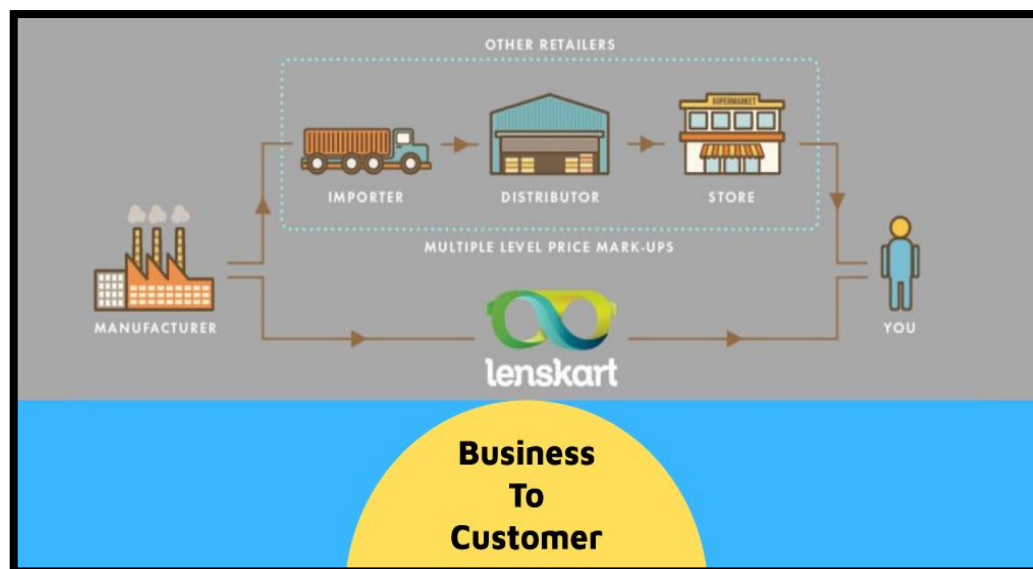 OTHER RETAILERS
SUPERMARKET
IMPORTER
DISTRIBUTOR
STORE
MULTIPLE LEVEL PRICE MARK-UPS
MANUFACTURER
YOU
lenskart
Business
To
Customer